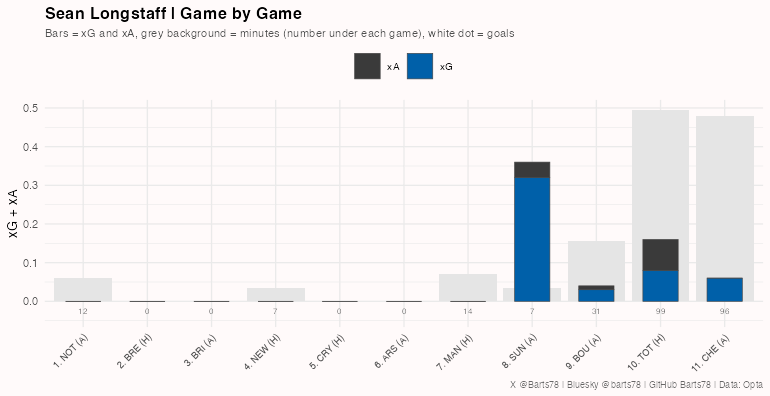 Sean Longstaff | Game by Game
Bars = xG and xA, grey background = minutes (number under each game), white dot = goals
xA xG
xG + xA
0.5
0.4
0.3
0.2
0.1
0.0
12 0 0 7 0 0 14 7 31 99 96
1. NOT (A)
2. BRE (H)
3. BRI (A)
4. NEW (H)
5. CRY (H)
6. ARS (A)
7. MAN (H)
8. SUN (A)
9. BOU (A)
10. TOT (H)
11. CHE (A)
X @Barts78 | Bluesky @barts78 | GitHub Barts78 | Data: Opta